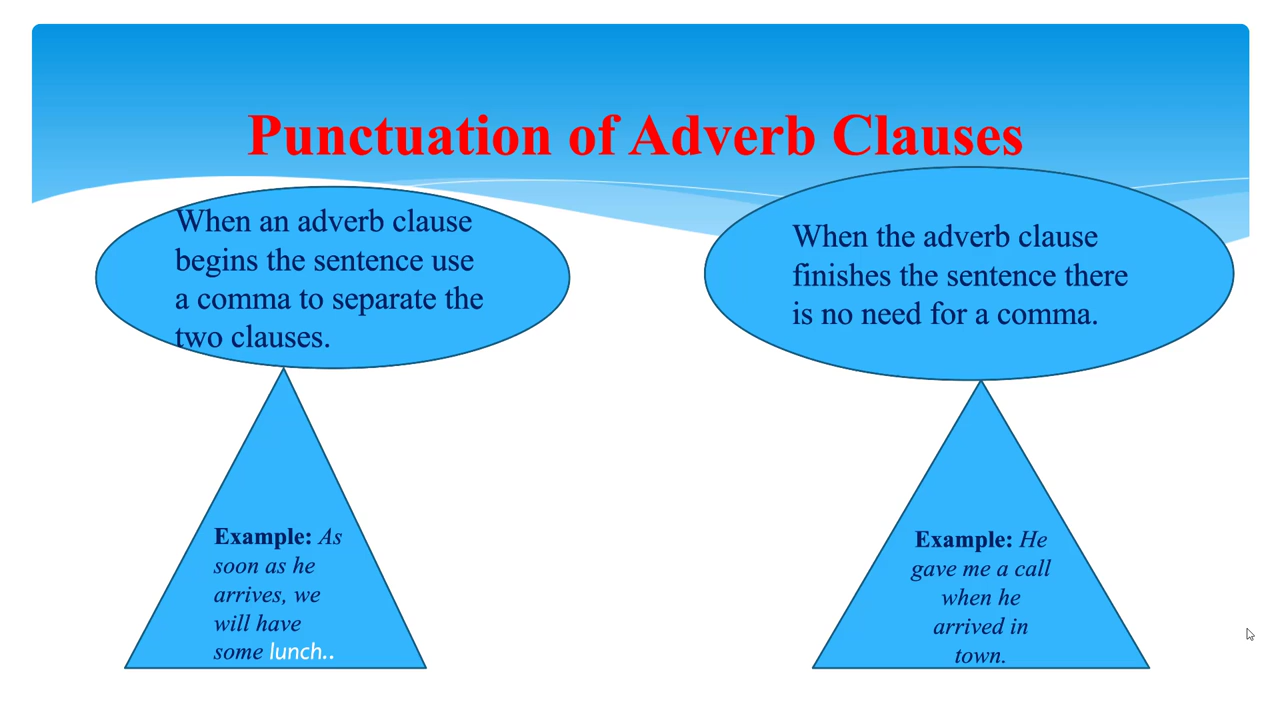 Punctuation of Adverb Clauses
When an adverb clause
begins the sentence use
a comma to separate the
two clauses.
When the adverb clause
finishes the sentence there
is no need for a comma.
Example: As
soon as he
arrives, we
will have
some lunch..
Example: He
gave me a call
when he
arrived in
town.